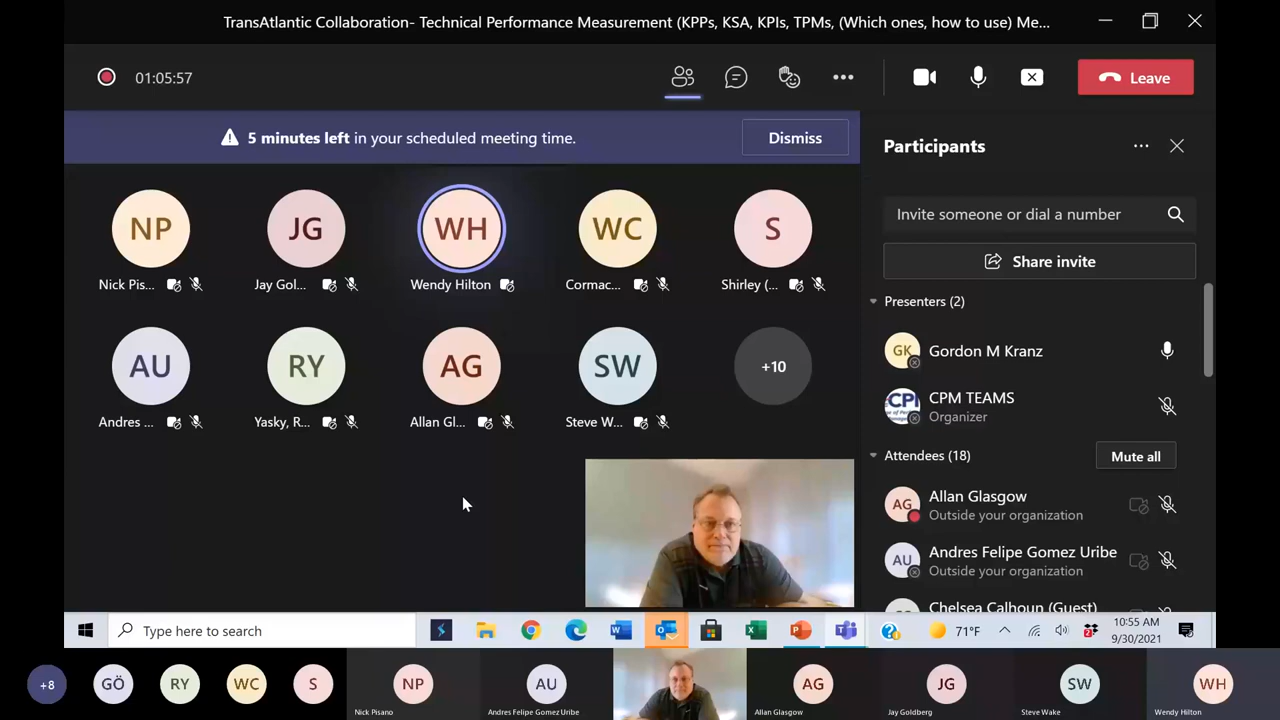 TransAtlantic Collaboration- Technical Performance Measurement (KPPs, KSA, KPIs, TPMs, (Which ones, how to use) Me...
01:05:57
Leave
5 minutes left in your scheduled meeting time.
Dismiss
Participants
Invite someone or dial a number
Share invite
NP
JG
WH
WC
S
Nick Pis...
Jay Gol...
Wendy Hilton
Cormac...
Shirley (...
AU
RY
AG
SW
+10
Andres ...
Yasky, R...
Allan Gl...
Steve W...
Presenters (2)
GK
Gordon M Kranz
CPM TEAMS
Organizer
Attendees (18)
Mute all
AG
Allan Glasgow
Outside your organization
AU
Andres Felipe Gomez Uribe
Outside your organization
Chelsea Calhoun (Guest)
Type here to search
71°F
2
10:55 AM
9/30/2021
+8
GÖ
RY
WC
S
NP
AU
AG
JG
SW
WH
Nick Pisano
Andres Felipe Gomez Uribe
Allan Glasgow
Jay Goldberg
Steve Wake
Wendy Hilton